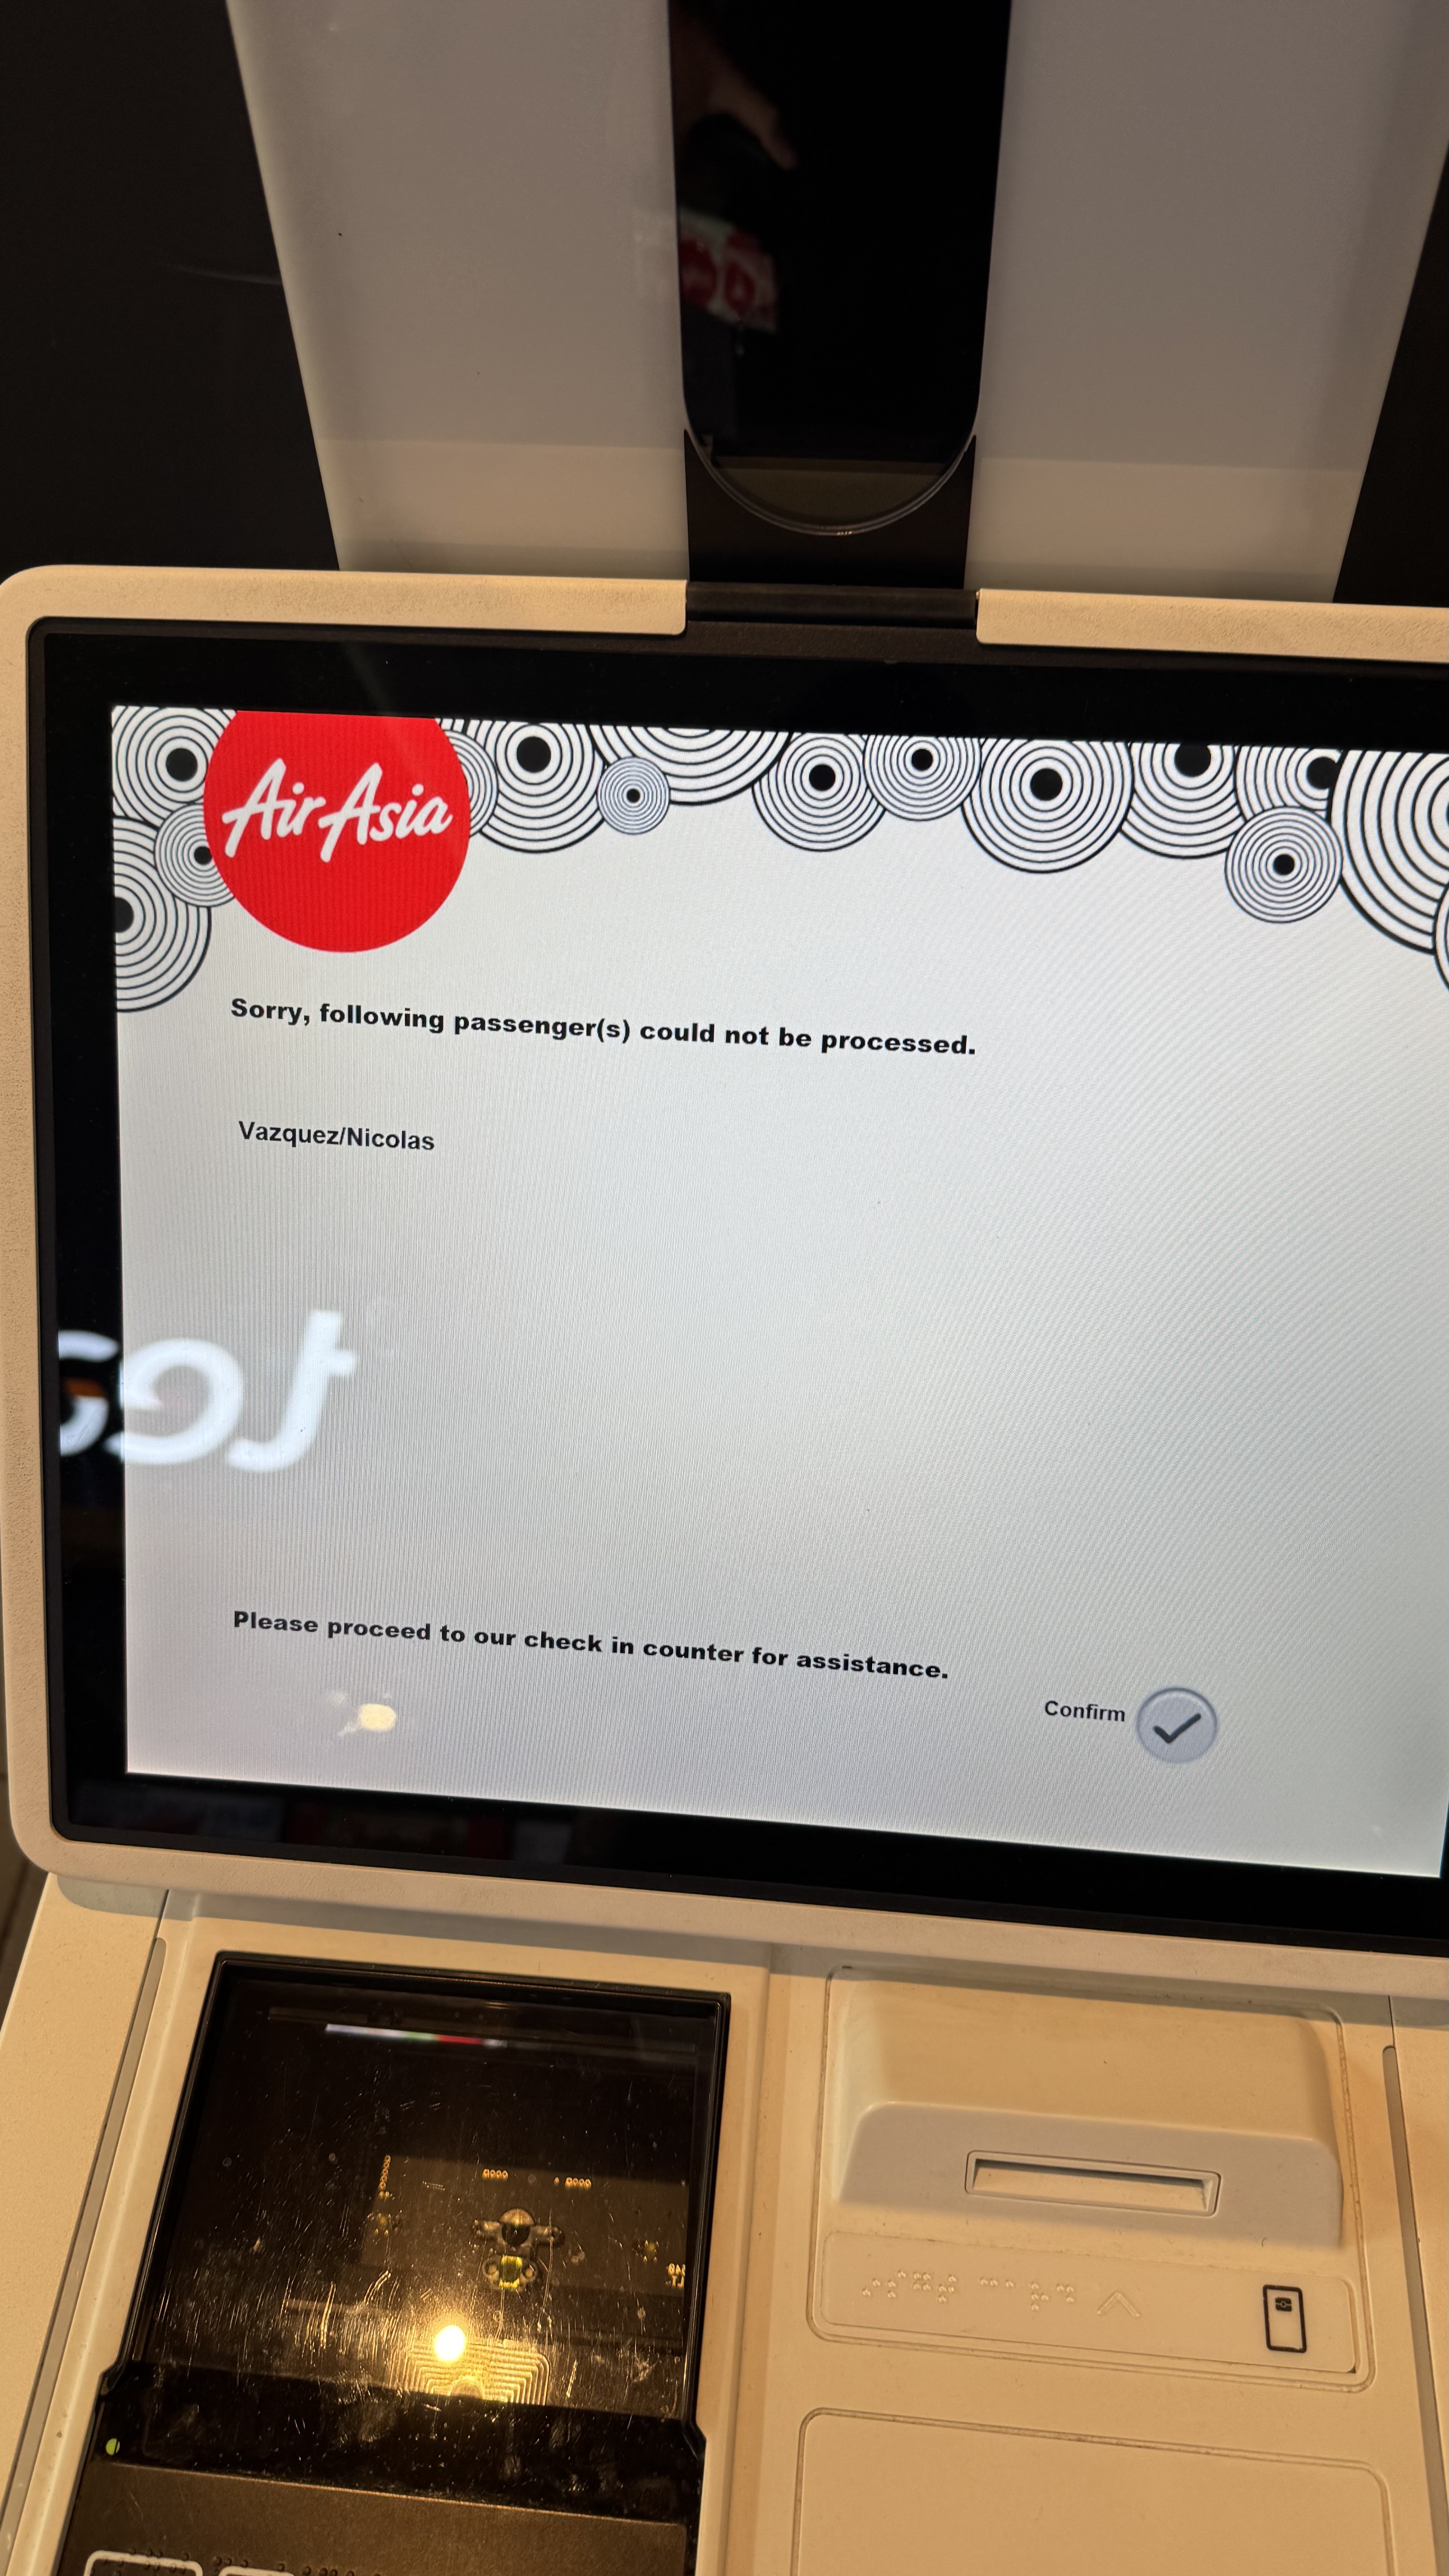 AirAsia
Sorry, following passenger(s) could not be processed.
Vazquez/Nicolas
Please proceed to our check in counter for assistance.
Confirm